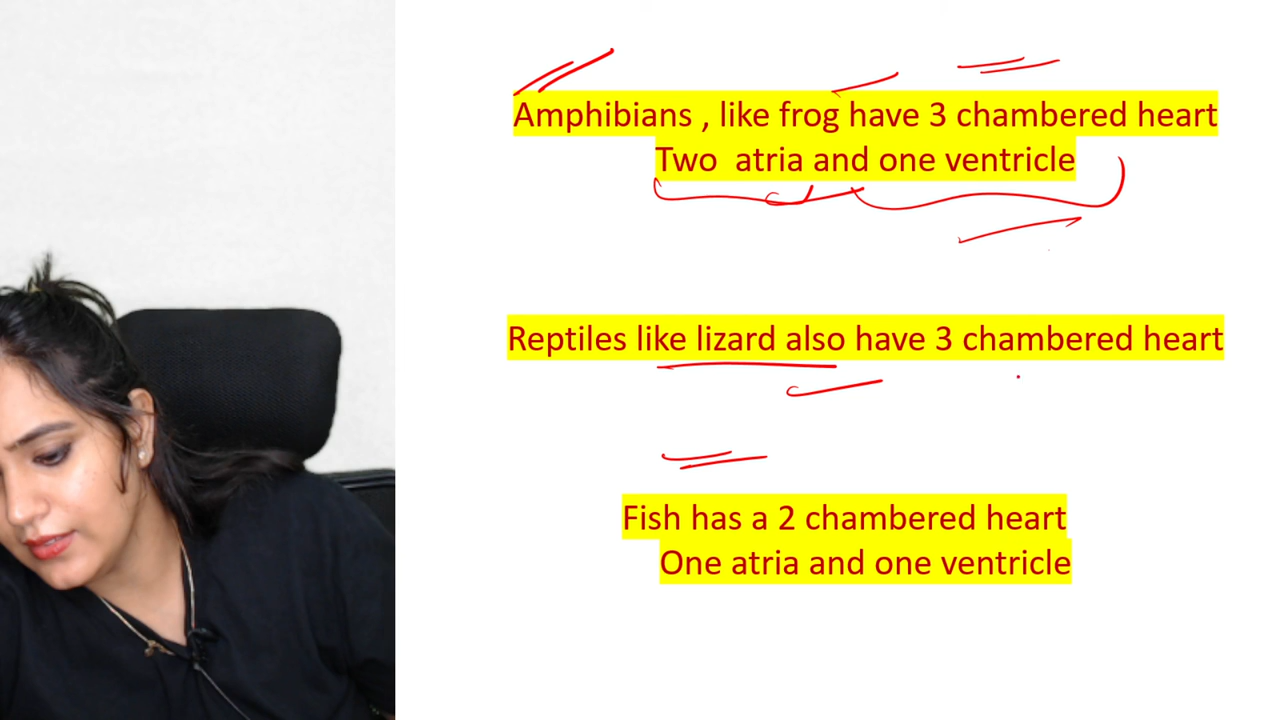 Amphibians , like frog have 3 chambered heart
Two atria and one ventricle
Reptiles like lizard also have 3 chambered heart
Fish has a 2 chambered heart
One atria and one ventricle